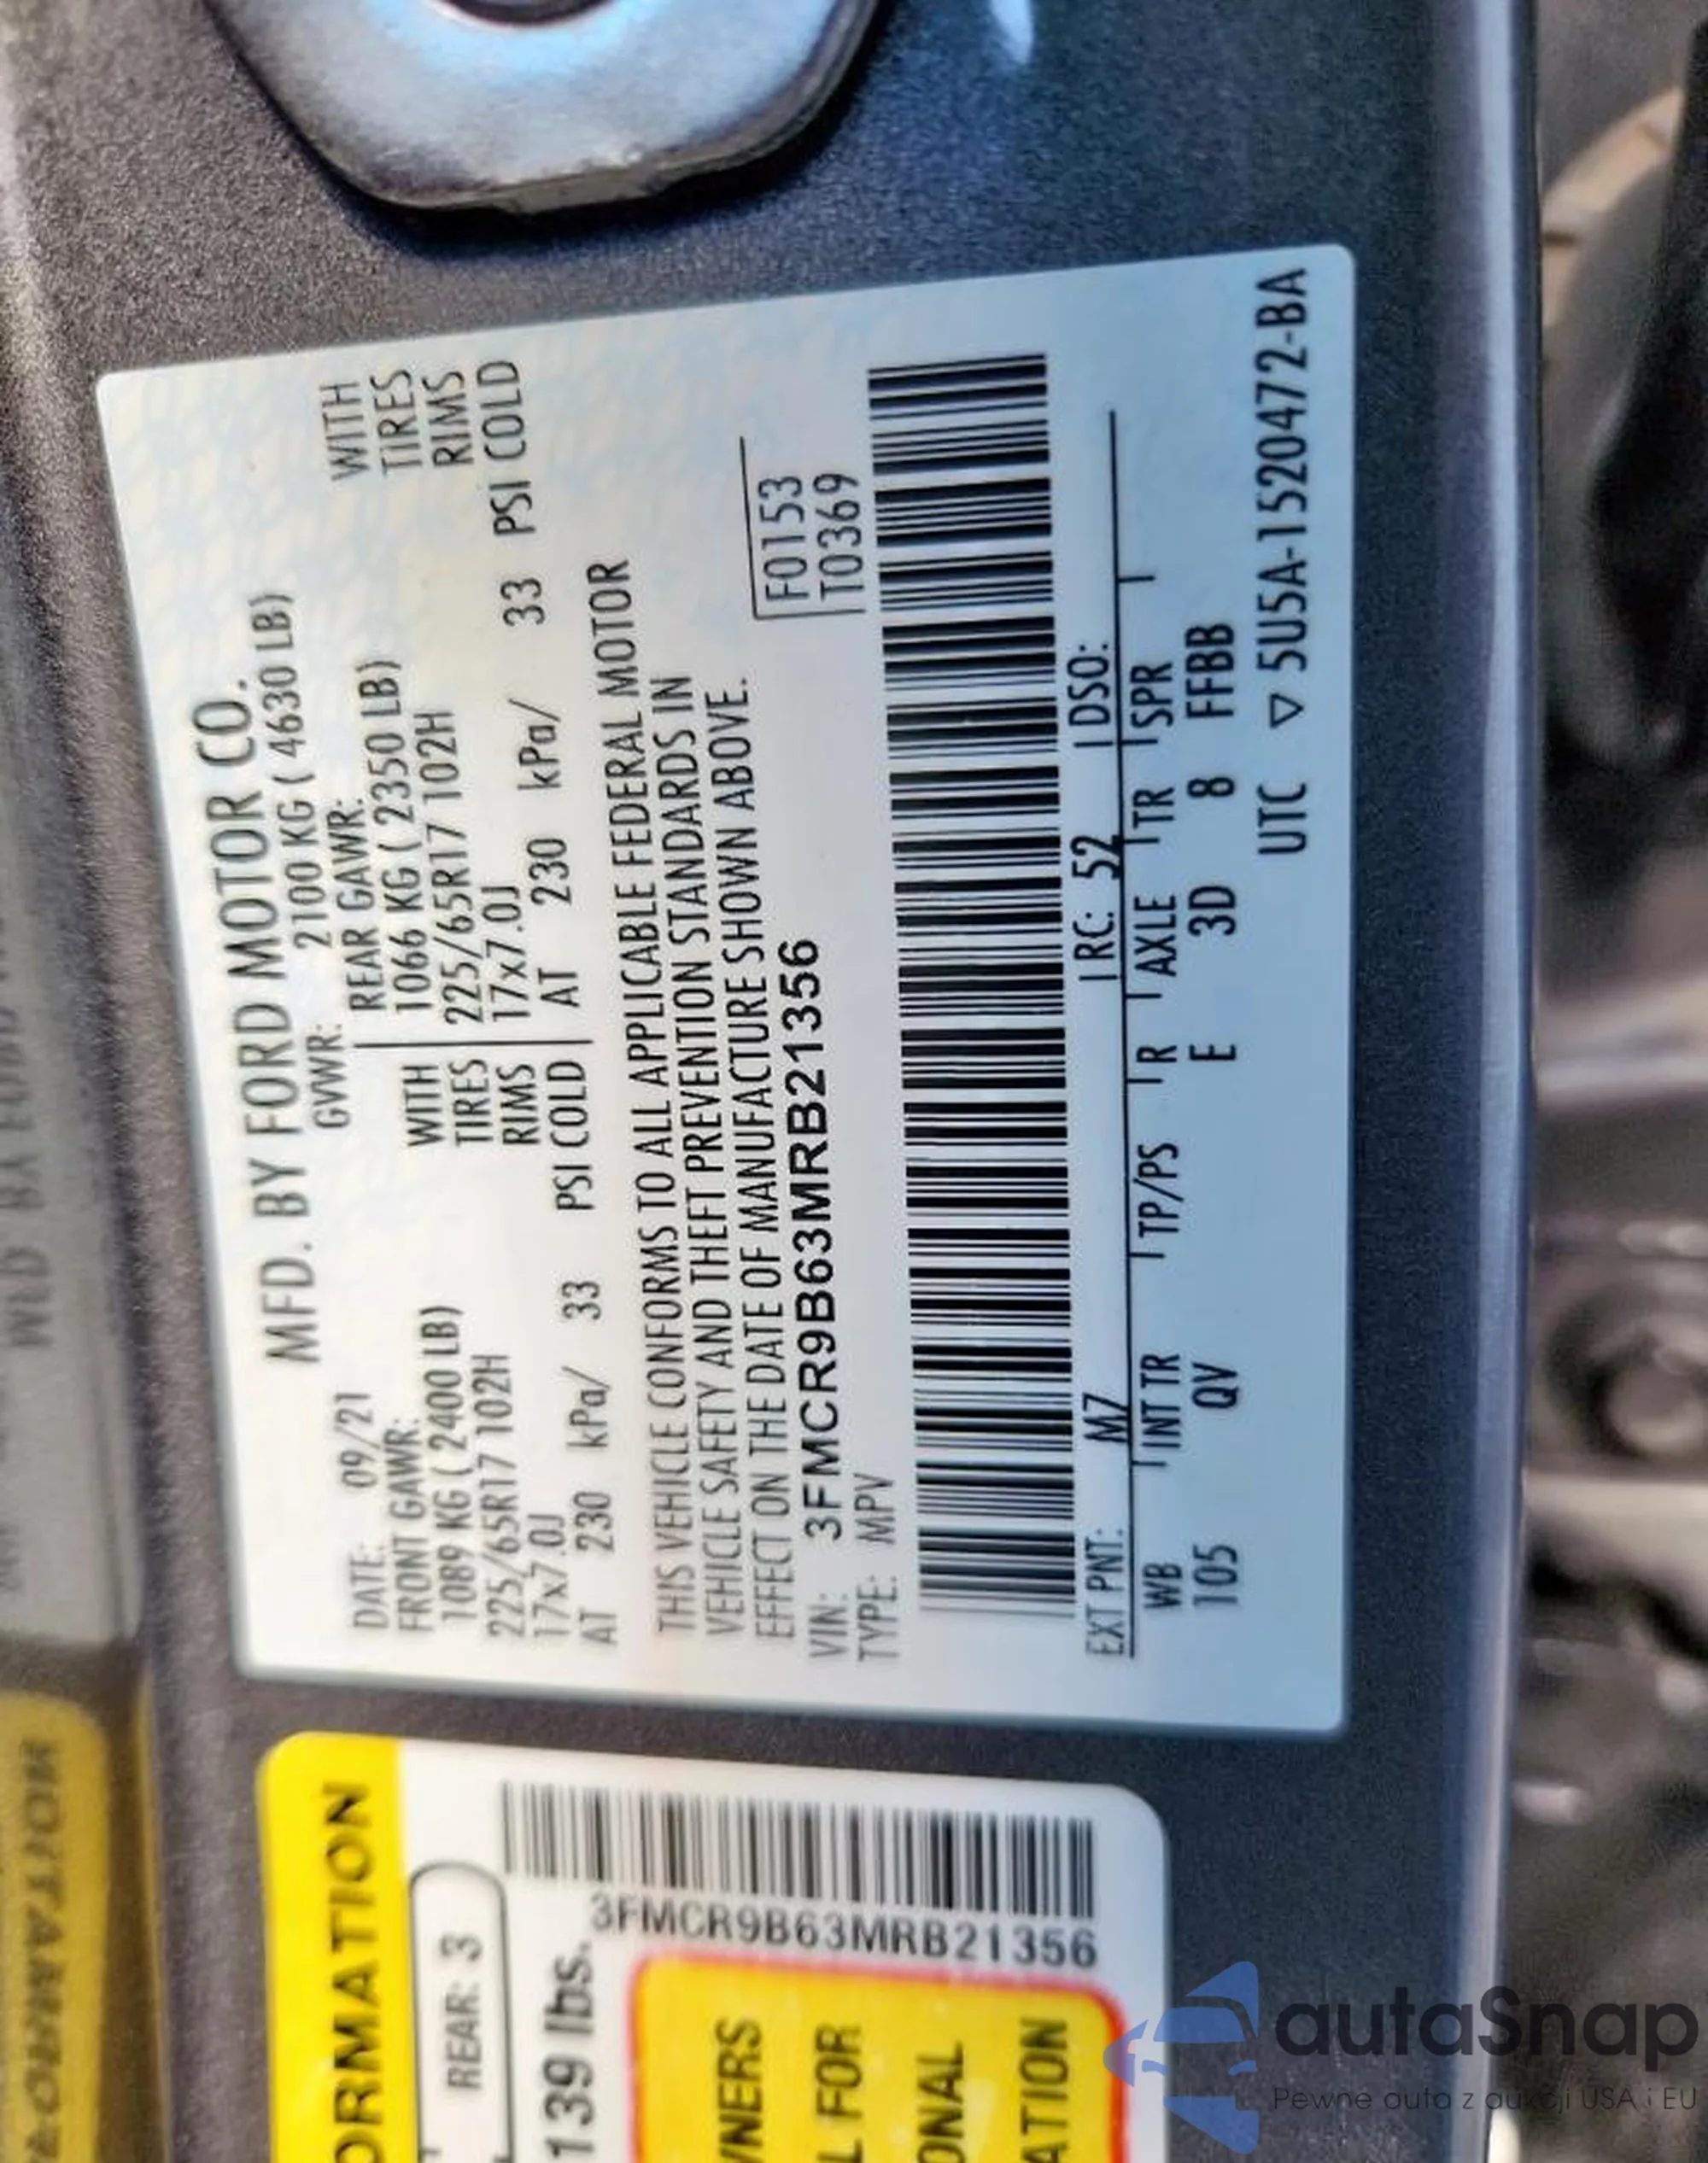 MFD. BY FORD MOTOR CO.
DATE: 09/21 GVWR: 2100 KG ( 4630 LB)
FRONT GAWR: REAR GAWR:
1089 KG ( 2400 LB) WITH 1066 KG ( 2350 LB) WITH
225/65R17 102H TIRES 225/65R17 102H TIRES
17x7.0J RIMS 17x7.0J RIMS
AT 230 kPa/ 33 PSI COLD AT 230 kPa/ 33 PSI COLD
THIS VEHICLE CONFORMS TO ALL APPLICABLE FEDERAL MOTOR
VEHICLE SAFETY AND THEFT PREVENTION STANDARDS IN
EFFECT ON THE DATE OF MANUFACTURE SHOWN ABOVE.
VIN: 3FMCR9B63MRB21356 F0153
TYPE: MPV T0369
EXT PNT: M7 RC: 52 DSO:
WB INT TR TP/PS R AXLE TR SPR
105 QV E 3D 8 FFBB
UTC ▽ 5U5A-1520472-BA
ORMATION
REAR: 3
139 lbs.
3FMCR9B63MRB21356
L FOR
ATION
autaSnap
Pewne auta z aukcji USA i EU